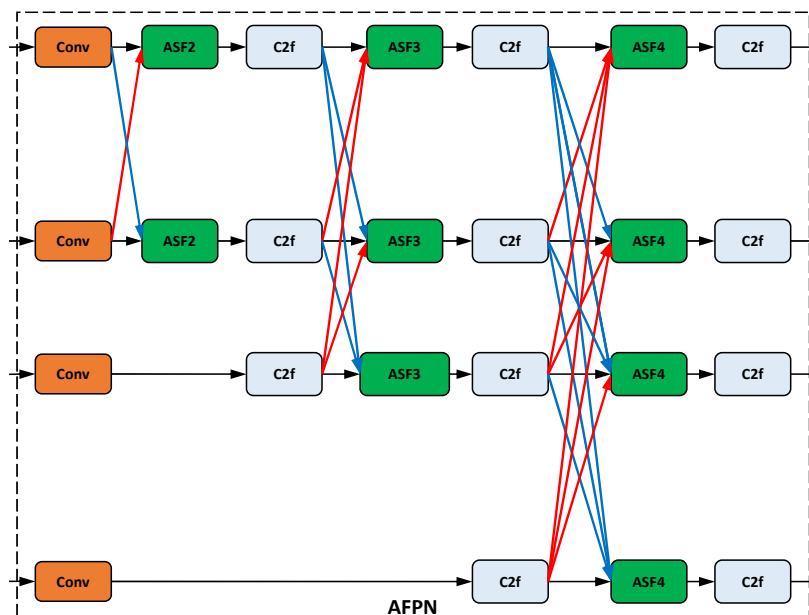 Conv ASF2 C2f ASF3 C2f ASF4 C2f
Conv ASF2 C2f ASF3 C2f ASF4 C2f
Conv C2f ASF3 C2f ASF4 C2f
Conv C2f ASF4 C2f
AFPN